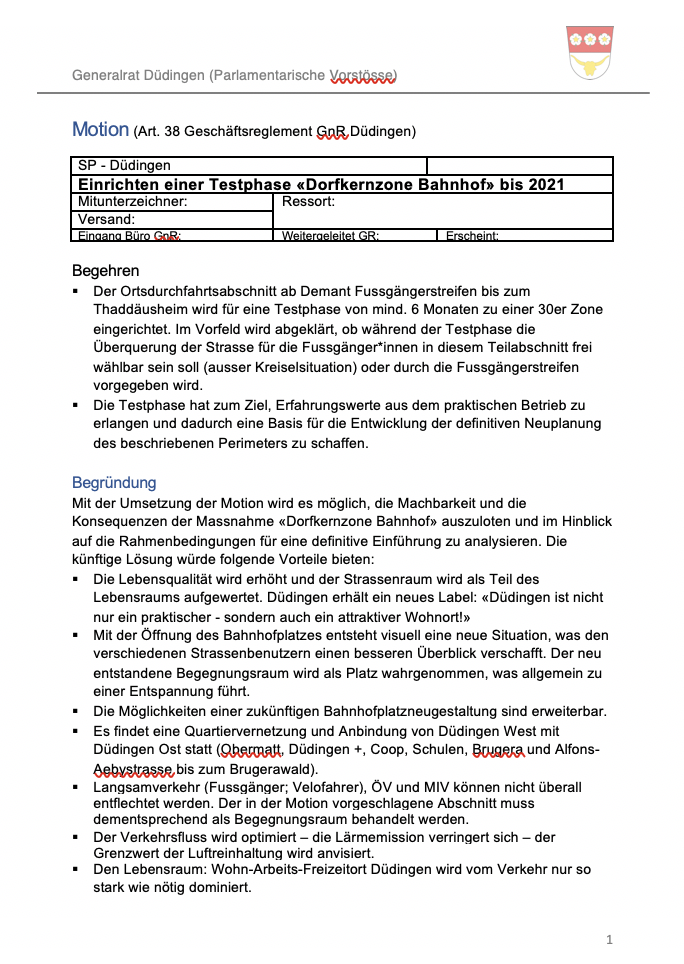 Generalrat Düdingen (Parlamentarische Vorstösse)
Motion (Art. 38 Geschäftsreglement GnR Düdingen)
SP - Düdingen
Einrichten einer Testphase «Dorfkernzone Bahnhof» bis 2021
Mitunterzeichner: Ressort:
Versand:
Eingang Büro GnR: Weitergeleitet GR: Erscheint:
Begehren
▪ Der Ortsdurchfahrtsabschnitt ab Demant Fussgängerstreifen bis zum
Thaddäusheim wird für eine Testphase von mind. 6 Monaten zu einer 30er Zone
eingerichtet. Im Vorfeld wird abgeklärt, ob während der Testphase die
Überquerung der Strasse für die Fussgänger*innen in diesem Teilabschnitt frei
wählbar sein soll (ausser Kreiselsituation) oder durch die Fussgängerstreifen
vorgegeben wird.
▪ Die Testphase hat zum Ziel, Erfahrungswerte aus dem praktischen Betrieb zu
erlangen und dadurch eine Basis für die Entwicklung der definitiven Neuplanung
des beschriebenen Perimeters zu schaffen.
Begründung
Mit der Umsetzung der Motion wird es möglich, die Machbarkeit und die
Konsequenzen der Massnahme «Dorfkernzone Bahnhof» auszuloten und im Hinblick
auf die Rahmenbedingungen für eine definitive Einführung zu analysieren. Die
künftige Lösung würde folgende Vorteile bieten:
▪ Die Lebensqualität wird erhöht und der Strassenraum wird als Teil des
Lebensraums aufgewertet. Düdingen erhält ein neues Label: «Düdingen ist nicht
nur ein praktischer - sondern auch ein attraktiver Wohnort!»
▪ Mit der Öffnung des Bahnhofplatzes entsteht visuell eine neue Situation, was den
verschiedenen Strassenbenutzern einen besseren Überblick verschafft. Der neu
entstandene Begegnungsraum wird als Platz wahrgenommen, was allgemein zu
einer Entspannung führt.
▪ Die Möglichkeiten einer zukünftigen Bahnhofplatzneugestaltung sind erweiterbar.
▪ Es findet eine Quartiervernetzung und Anbindung von Düdingen West mit
Düdingen Ost statt (Obermatt, Düdingen +, Coop, Schulen, Brugera und Alfons-
Aebystrasse bis zum Brugerawald).
▪ Langsamverkehr (Fussgänger; Velofahrer), ÖV und MIV können nicht überall
entflechtet werden. Der in der Motion vorgeschlagene Abschnitt muss
dementsprechend als Begegnungsraum behandelt werden.
▪ Der Verkehrsfluss wird optimiert – die Lärmemission verringert sich – der
Grenzwert der Luftreinhaltung wird anvisiert.
▪ Den Lebensraum: Wohn-Arbeits-Freizeitort Düdingen wird vom Verkehr nur so
stark wie nötig dominiert.
1